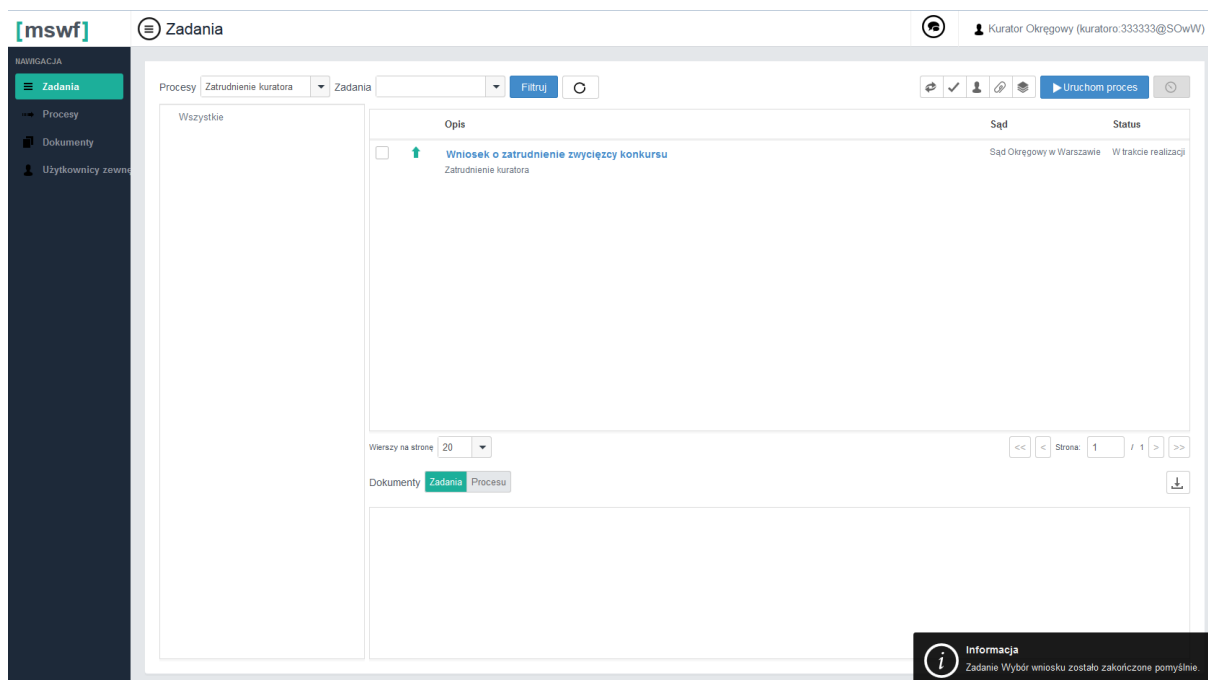 [mswf]
Zadania
Kurator Okręgowy (kuratoro:333333@SOwW)
NAWIGACJA
Zadania
Procesy
Dokumenty
Użytkownicy zewnę
Procesy Zatrudnienie kuratora Zadania Filtruj
Uruchom proces
Wszystkie
Opis Sąd Status
Wniosek o zatrudnienie zwycięzcy konkursu Sąd Okręgowy w Warszawie W trakcie realizacji
Zatrudnienie kuratora
Wierszy na stronę 20 << < Strona: 1 / 1 > >>
Dokumenty Zadania Procesu
Informacja
Zadanie Wybór wniosku zostało zakończone pomyślnie.